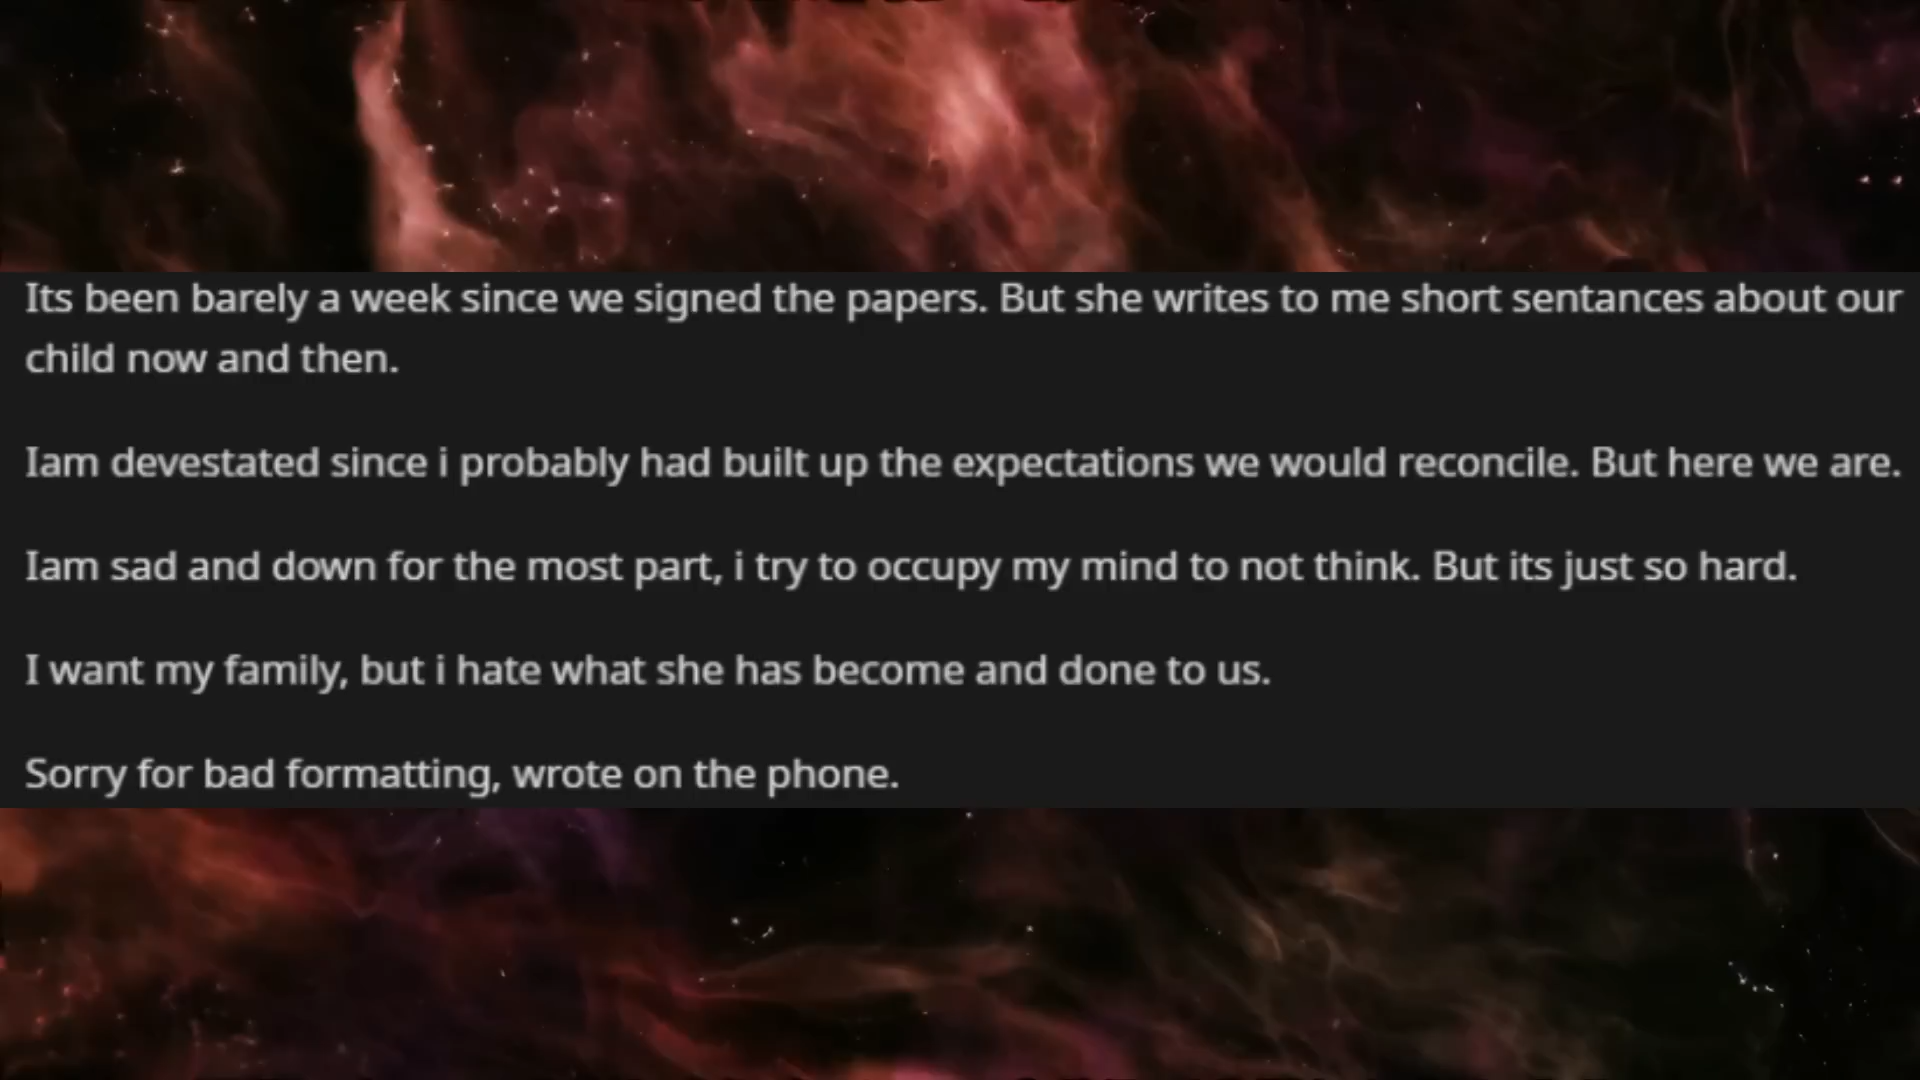 Its been barely a week since we signed the papers. But she writes to me short sentances about our
child now and then.
Iam devestated since i probably had built up the expectations we would reconcile. But here we are.
Iam sad and down for the most part, i try to occupy my mind to not think. But its just so hard.
I want my family, but i hate what she has become and done to us.
Sorry for bad formatting, wrote on the phone.